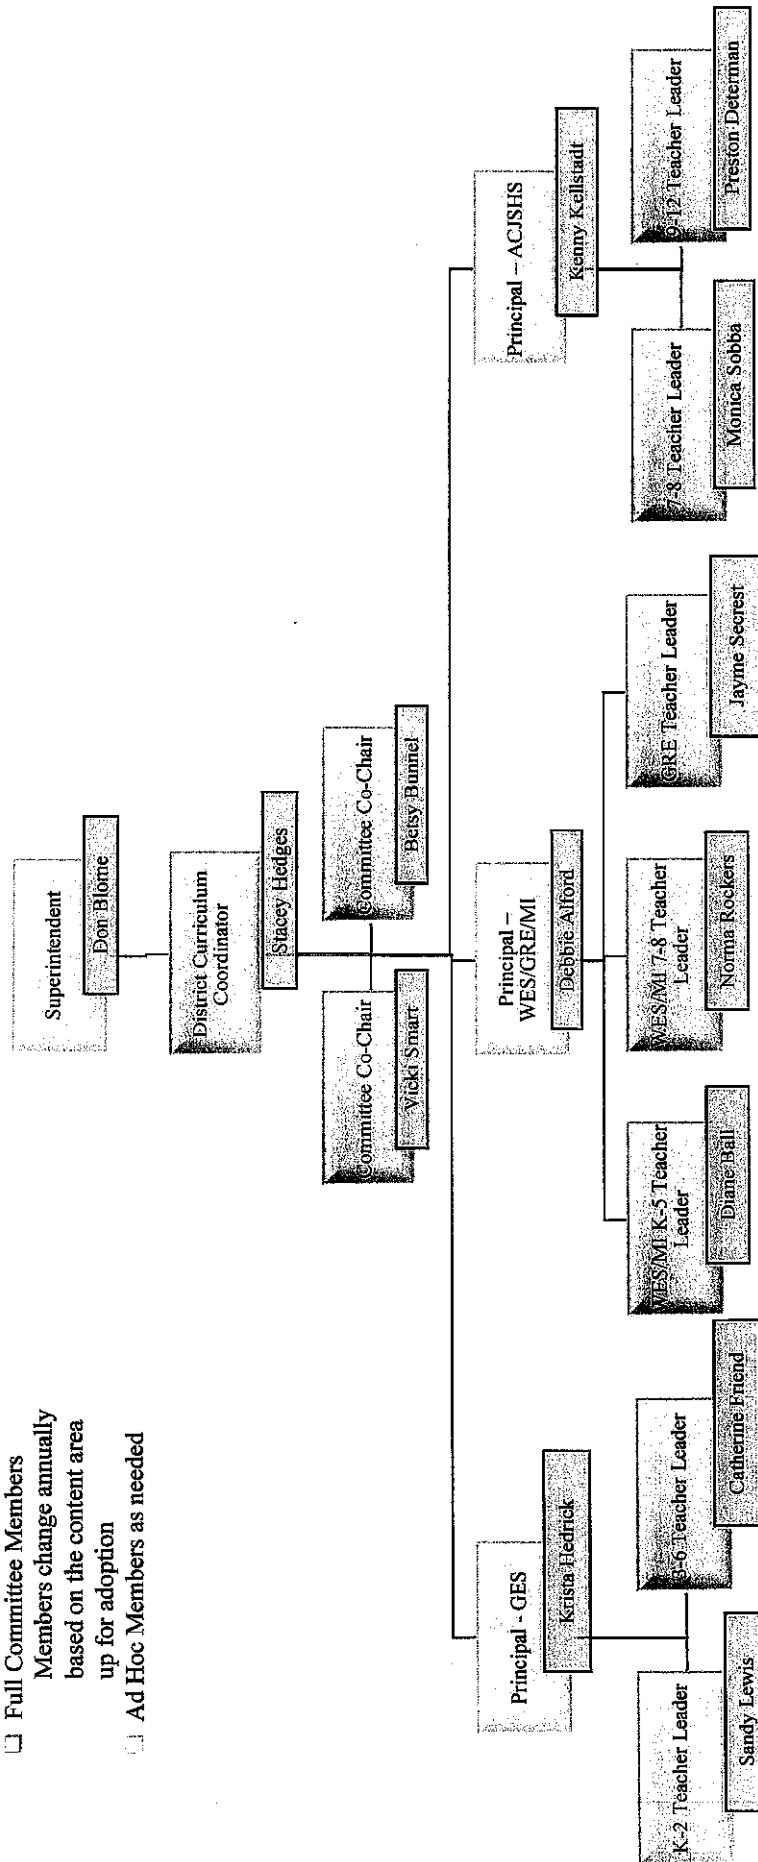 ❑ Full Committee Members
Members change annually
based on the content area
up for adoption
❑ Ad Hoc Members as needed
Superintendent
Don Blome
District Curriculum
Coordinator
Stacey Hedges
Committee Co-Chair
Vicki Smart
Committee Co-Chair
Betsy Bunnel
Principal - GES
Krista Hedrick
Principal –
WES/GRE/MI
Debbie Alford
Principal – ACJSHS
Kenny Kellstadt
K-2 Teacher Leader
Sandy Lewis
3-6 Teacher Leader
Catherine Friend
WES/MI K-5 Teacher
Leader
Diane Ball
WES/MI 7-8 Teacher
Leader
Norma Rockers
GRE Teacher Leader
Jayme Secrest
7-8 Teacher Leader
Monica Sobba
9-12 Teacher Leader
Preston Determan